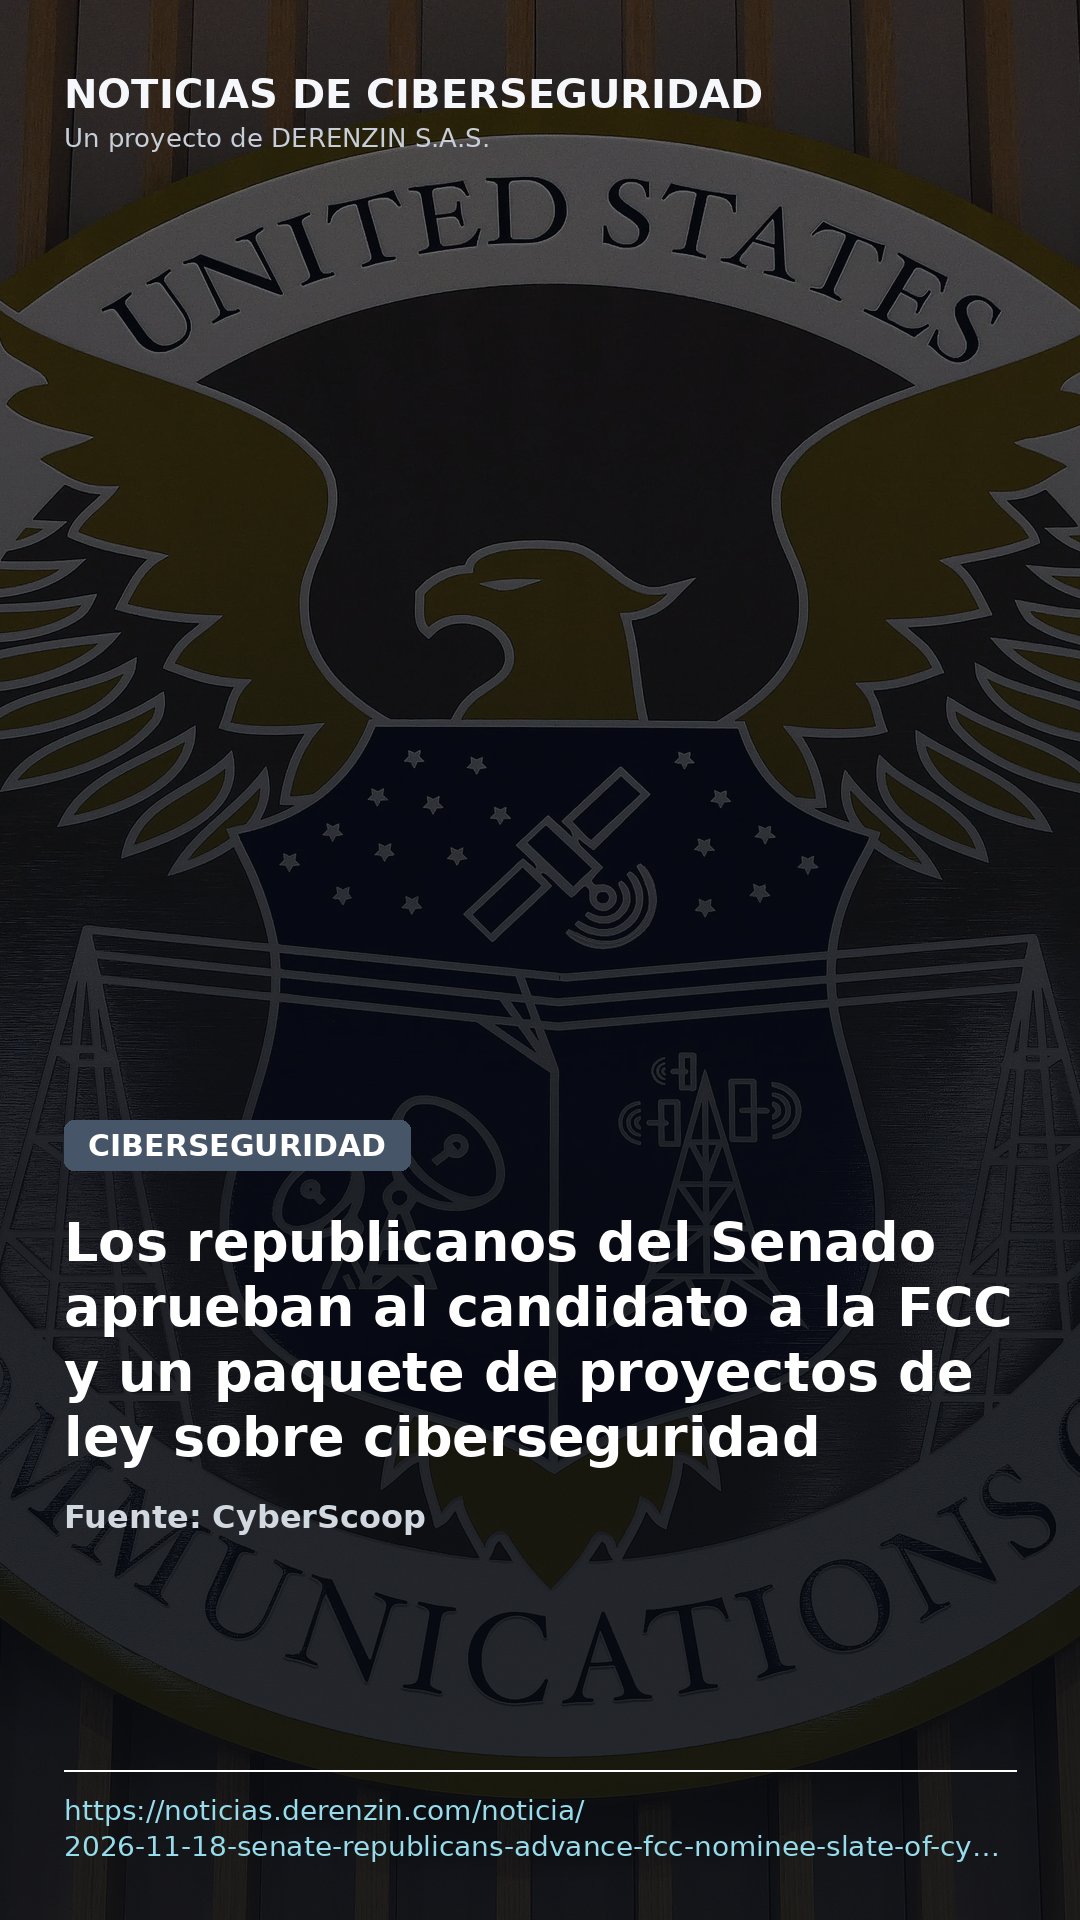 NOTICIAS DE CIBERSEGURIDAD
Un proyecto de DERENZIN S.A.S.
UNITED STATES
CIBERSEGURIDAD
Los republicanos del Senado
aprueban al candidato a la FCC
y un paquete de proyectos de
ley sobre ciberseguridad
Fuente: CyberScoop
MMUNICATIONS
https://noticias.derenzin.com/noticia/
2026-11-18-senate-republicans-advance-fcc-nominee-slate-of-cy…